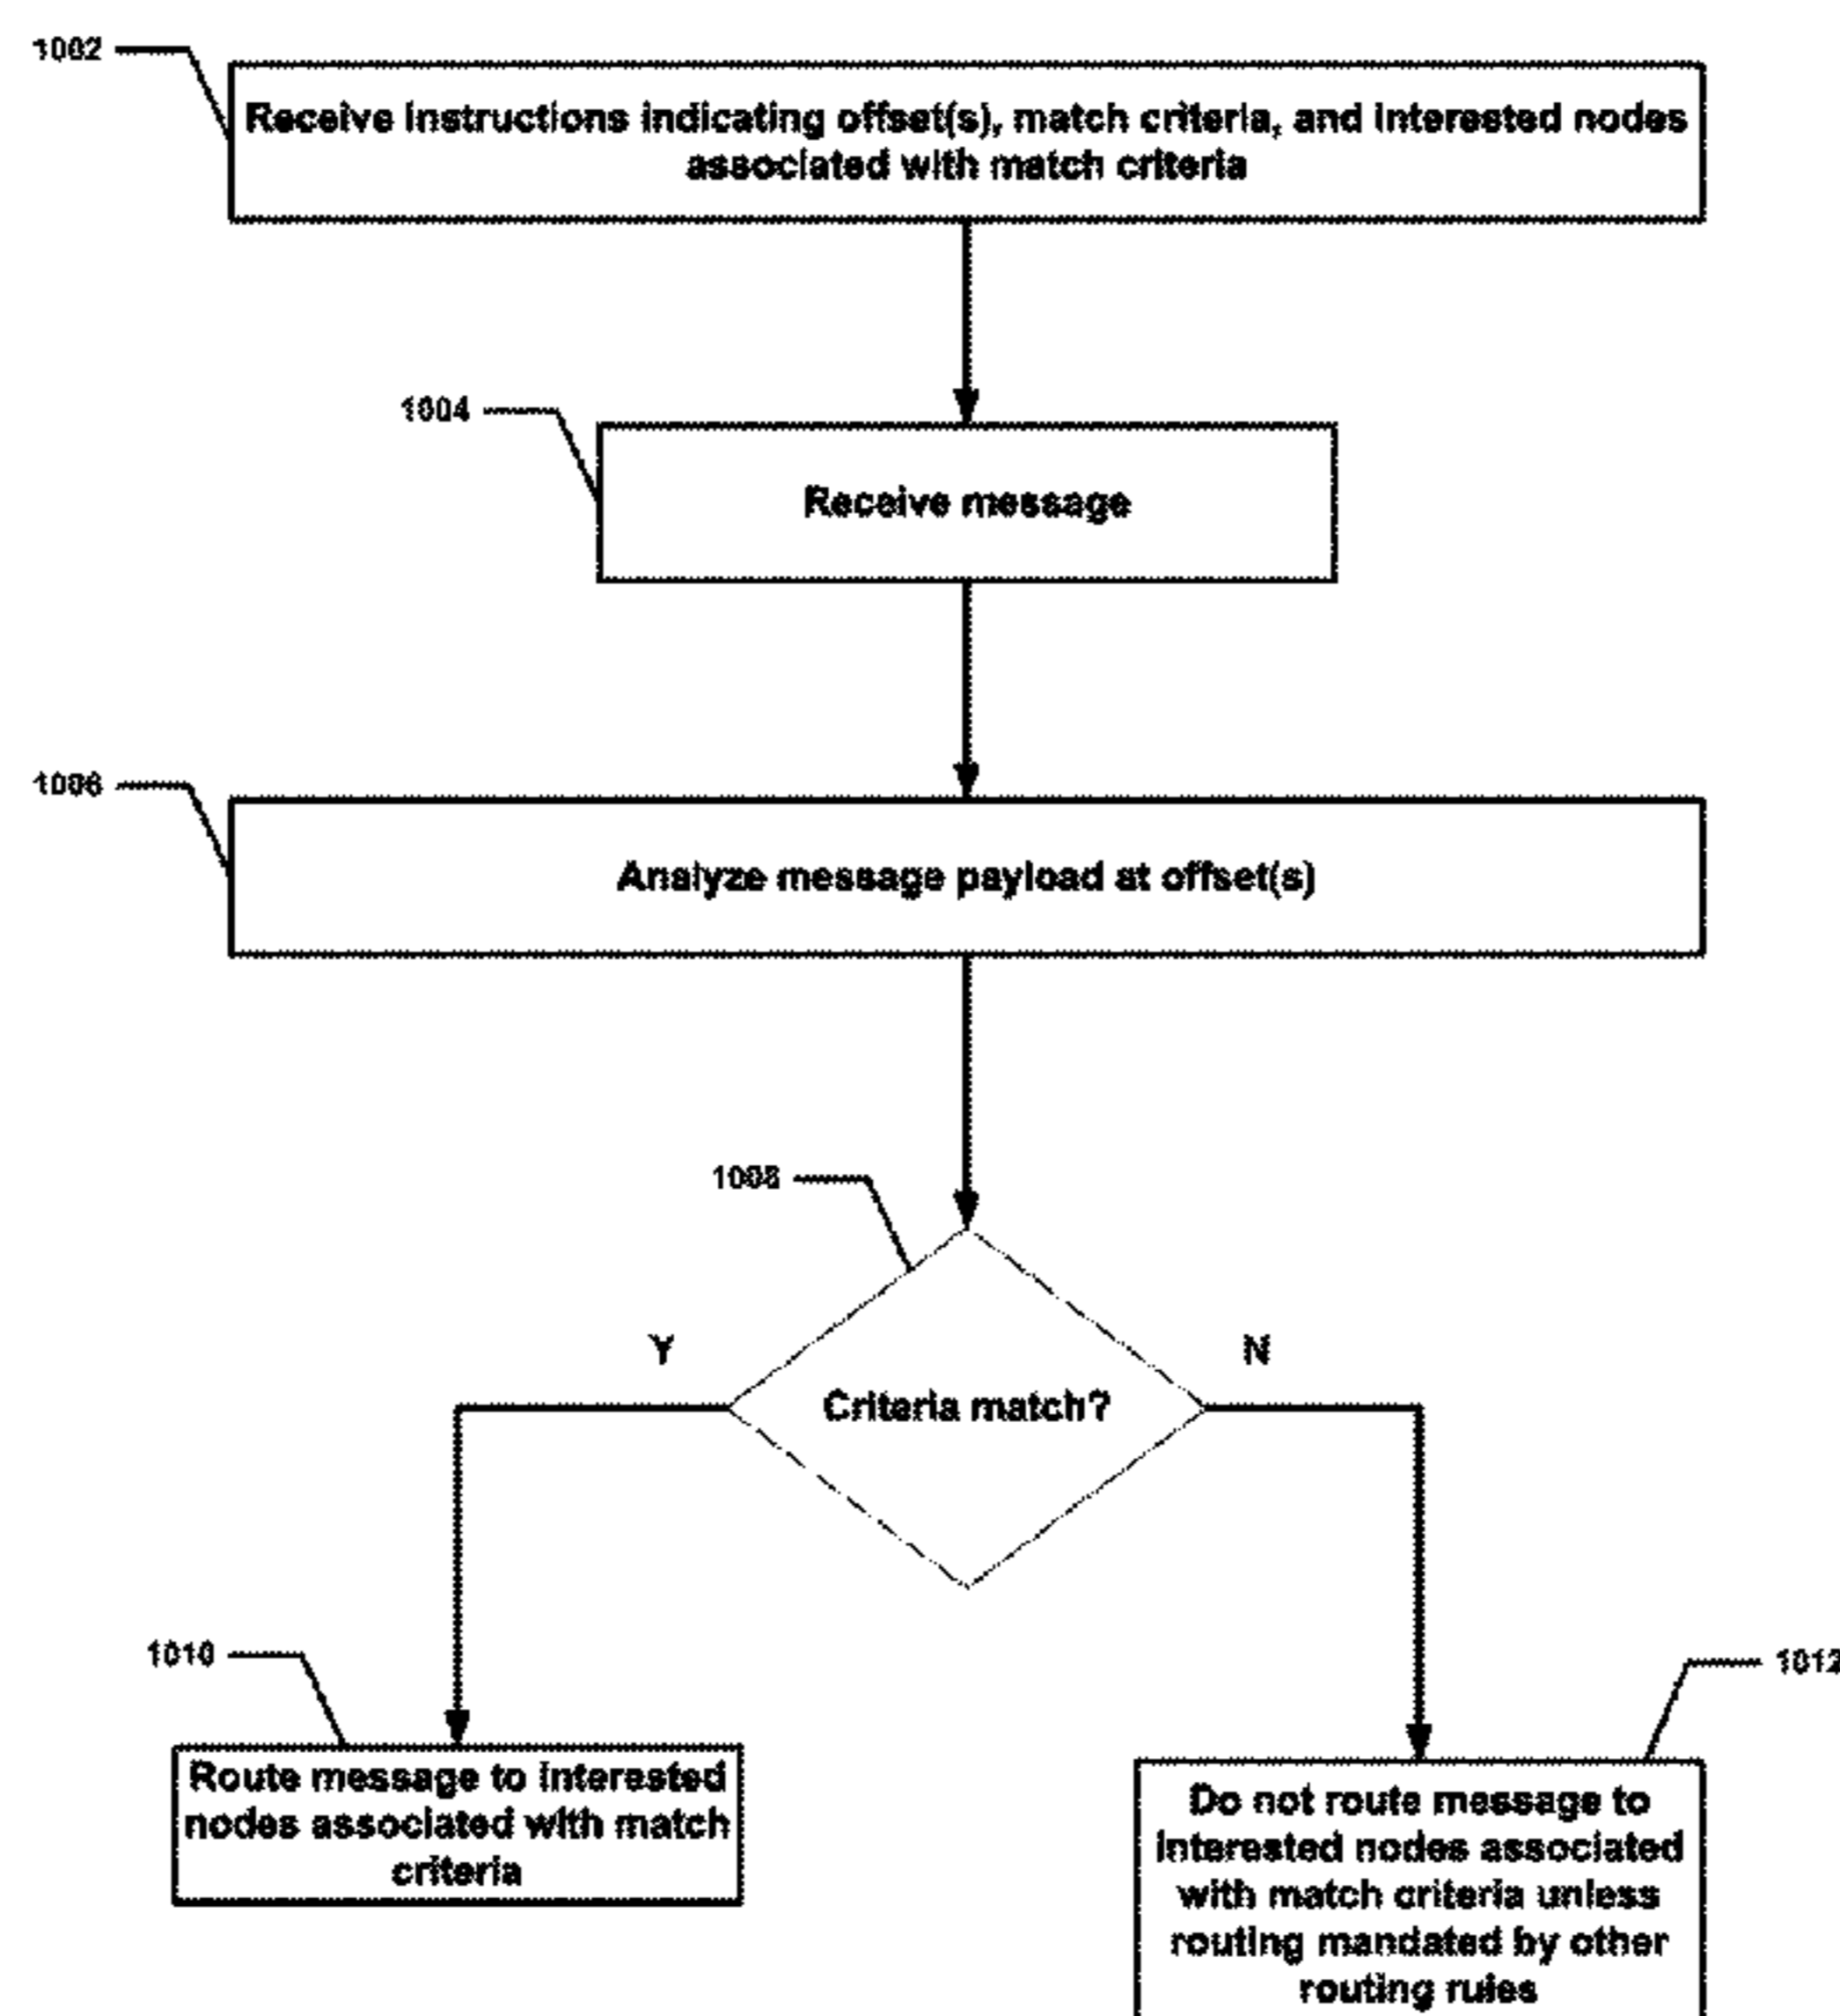 1002
Receive instructions indicating offset(s), match criteria, and interested nodes
associated with match criteria
1004
Receive message
1006
Analyze message payload at offset(s)
1008
Y
N
Criteria match?
1010
1012
Route message to interested
nodes associated with match
criteria
Do not route message to
interested nodes associated
with match criteria unless
routing mandated by other
routing rules